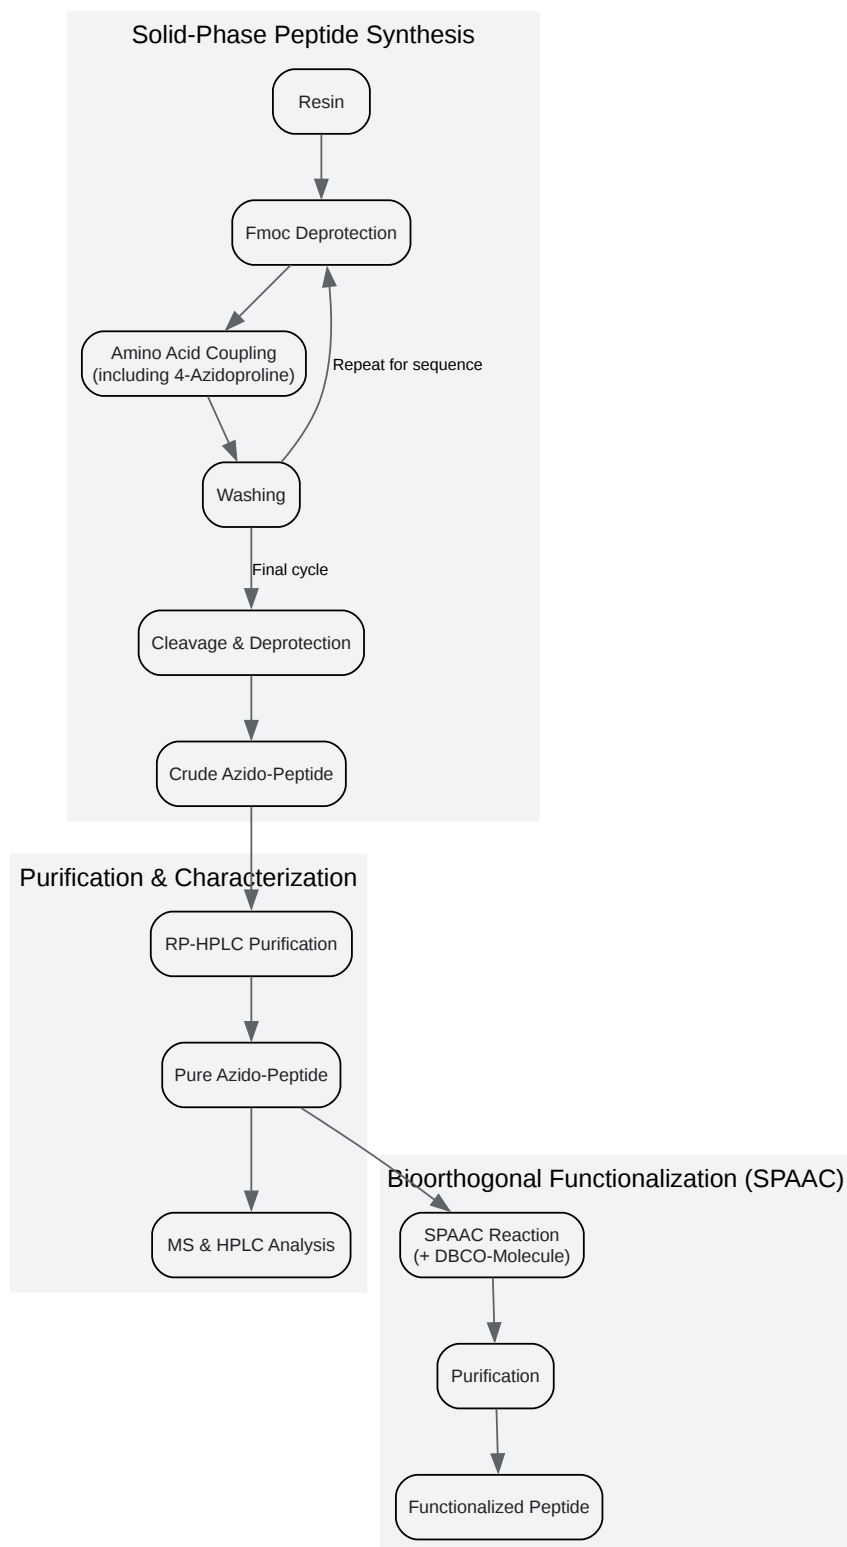 Solid-Phase Peptide Synthesis
Resin
Fmoc Deprotection
Amino Acid Coupling
(including 4-Azidoproline)
Repeat for sequence
Washing
Final cycle
Cleavage & Deprotection
Crude Azido-Peptide
Purification & Characterization
RP-HPLC Purification
Pure Azido-Peptide
MS & HPLC Analysis
Bioorthogonal Functionalization (SPAAC)
SPAAC Reaction
(+ DBCO-Molecule)
Purification
Functionalized Peptide